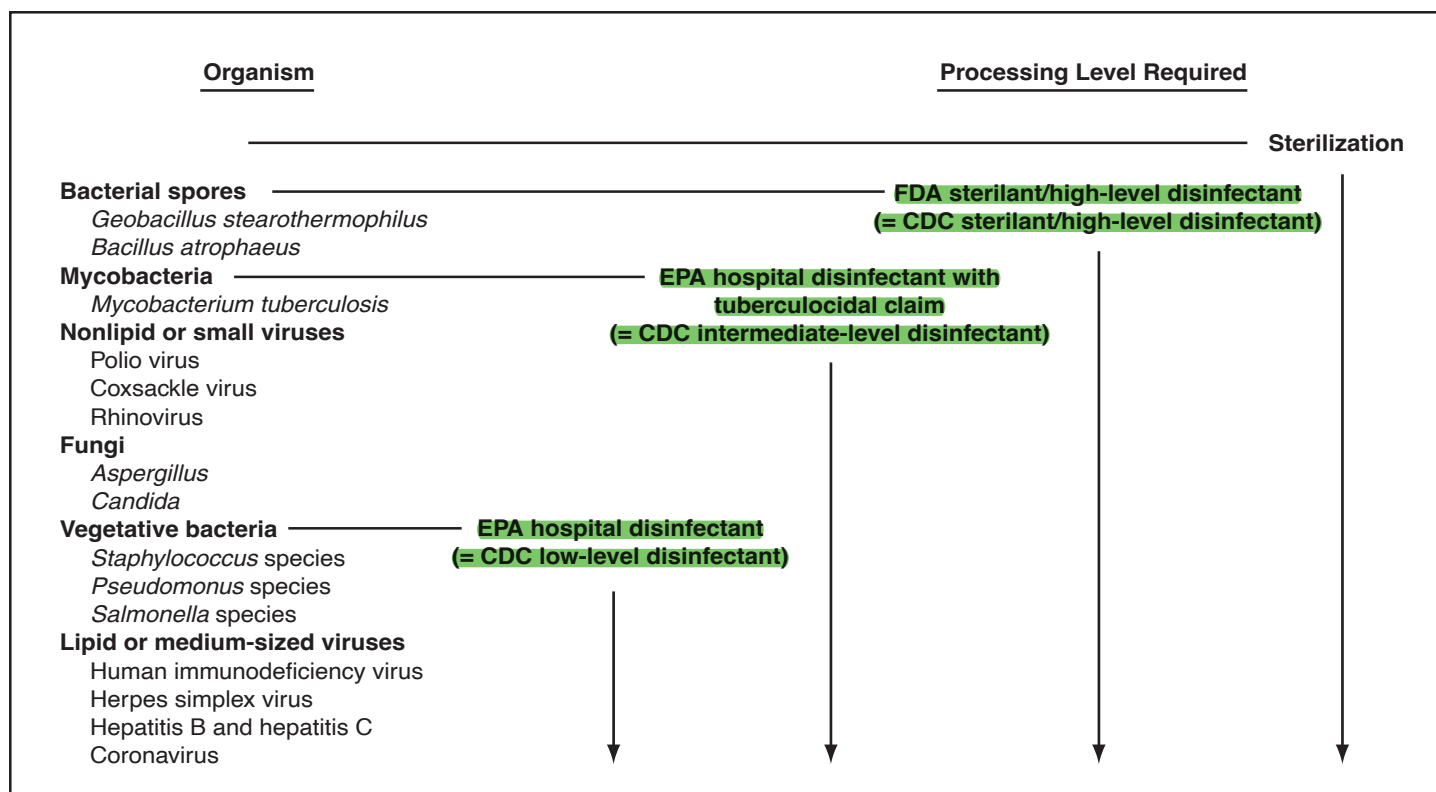 Organism
Processing Level Required
Sterilization
Bacterial spores
FDA sterilant/high-level disinfectant
(= CDC sterilant/high-level disinfectant)
Geobacillus stearothermophilus
Bacillus atrophaeus
Mycobacteria
EPA hospital disinfectant with
tuberculocidal claim
(= CDC intermediate-level disinfectant)
Mycobacterium tuberculosis
Nonlipid or small viruses
Polio virus
Coxsackle virus
Rhinovirus
Fungi
Aspergillus
Candida
Vegetative bacteria
EPA hospital disinfectant
(= CDC low-level disinfectant)
Staphylococcus species
Pseudomonus species
Salmonella species
Lipid or medium-sized viruses
Human immunodeficiency virus
Herpes simplex virus
Hepatitis B and hepatitis C
Coronavirus